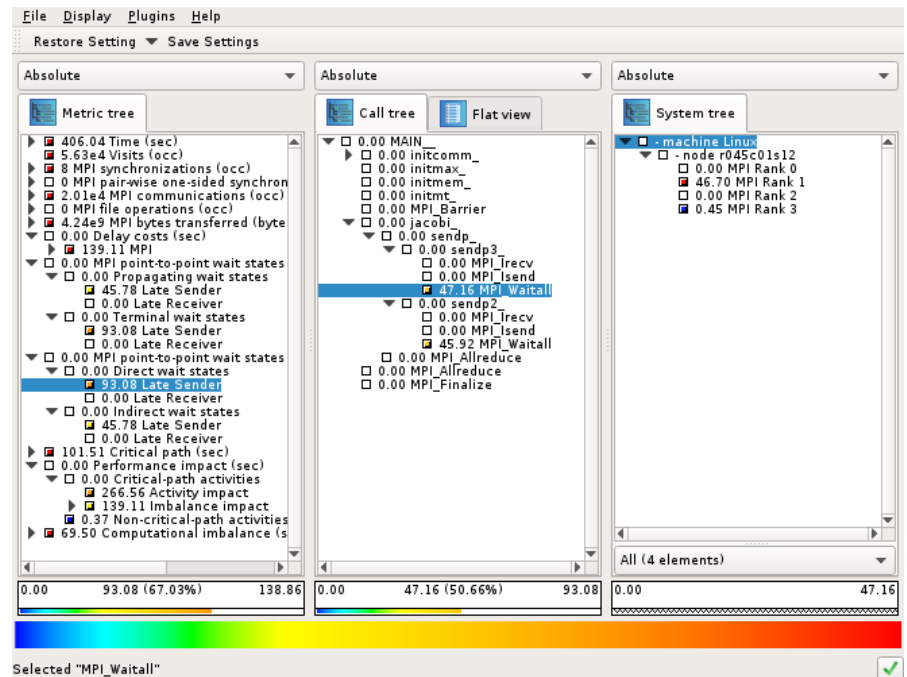 File Display Plugins Help
Restore Setting Save Settings
Absolute
Metric tree
406.04 Time (sec)
5.63e4 Visits (occ)
8 MPI synchronizations (occ)
0 MPI pair-wise one-sided synchron
2.01e4 MPI communications (occ)
0 MPI file operations (occ)
4.24e9 MPI bytes transferred (byte
0.00 Delay costs (sec)
139.11 MPI
0.00 MPI point-to-point wait states
0.00 Propagating wait states
45.78 Late Sender
0.00 Late Receiver
0.00 Terminal wait states
93.08 Late Sender
0.00 Late Receiver
0.00 MPI point-to-point wait states
0.00 Direct wait states
93.08 Late Sender
0.00 Late Receiver
0.00 Indirect wait states
45.78 Late Sender
0.00 Late Receiver
101.51 Critical path (sec)
0.00 Performance impact (sec)
0.00 Critical-path activities
266.56 Activity impact
139.11 Imbalance impact
0.37 Non-critical-path activities
69.50 Computational imbalance (s
0.00 93.08 (67.03%) 138.86
Absolute
Call tree Flat view
0.00 MAIN__
0.00 initcomm_
0.00 initmax_
0.00 initmem_
0.00 initmt_
0.00 MPI_Barrier
0.00 jacobi_
0.00 sendp_
0.00 sendp3_
0.00 MPI_Irecv
0.00 MPI_Isend
47.16 MPI_Waitall
0.00 sendp2_
0.00 MPI_Irecv
0.00 MPI_Isend
45.92 MPI_Waitall
0.00 MPI_Allreduce
0.00 MPI_Allreduce
0.00 MPI_Finalize
0.00 47.16 (50.66%) 93.08
Absolute
System tree
- machine Linux
- node r045c01s12
0.00 MPI Rank 0
46.70 MPI Rank 1
0.00 MPI Rank 2
0.45 MPI Rank 3
All (4 elements)
0.00 47.16
Selected "MPI_Waitall"